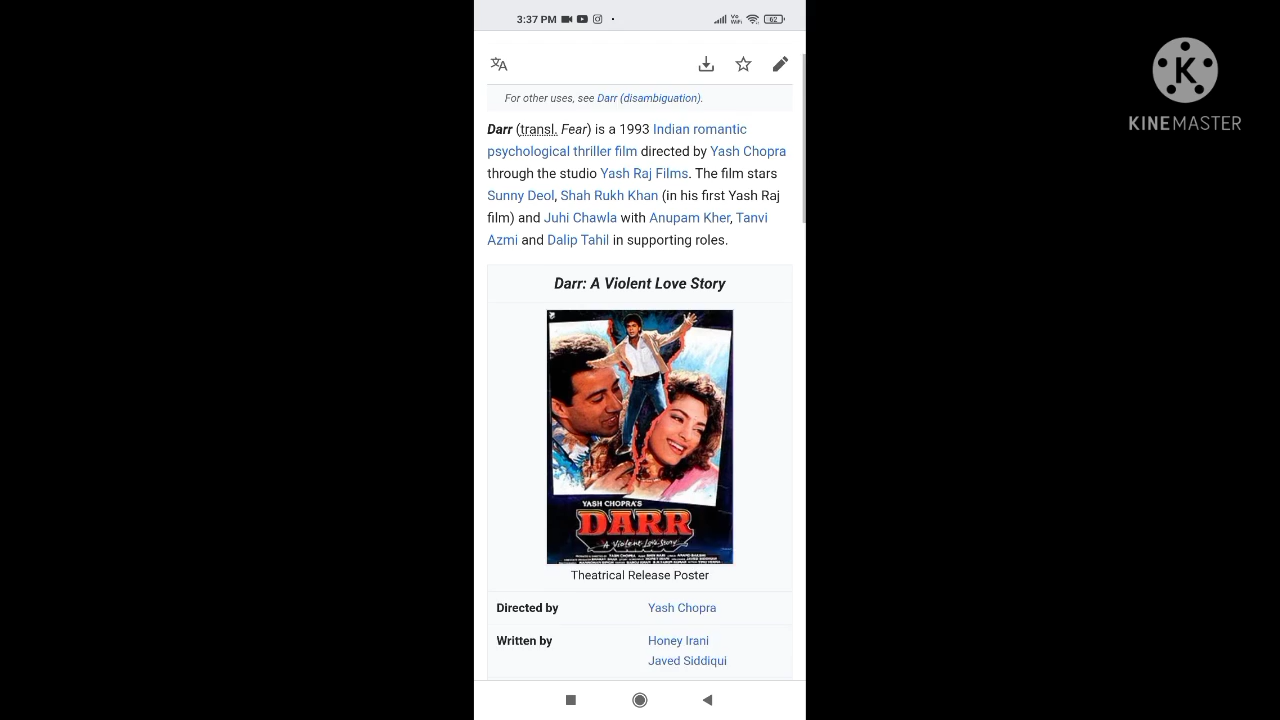 3:37 PM
Vo
WiFi
62
K
KINEMASTER
For other uses, see Darr (disambiguation).
Darr (transl. Fear) is a 1993 Indian romantic
psychological thriller film directed by Yash Chopra
through the studio Yash Raj Films. The film stars
Sunny Deol, Shah Rukh Khan (in his first Yash Raj
film) and Juhi Chawla with Anupam Kher, Tanvi
Azmi and Dalip Tahil in supporting roles.
Darr: A Violent Love Story
YASH CHOPRA'S
DARR
A Violent Love Story
Theatrical Release Poster
Directed by Yash Chopra
Written by Honey Irani
Javed Siddiqui